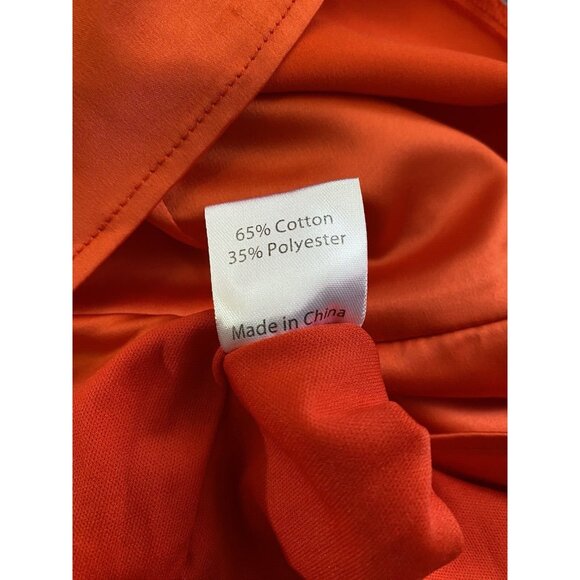 65% Cotton
35% Polyester
Made in China